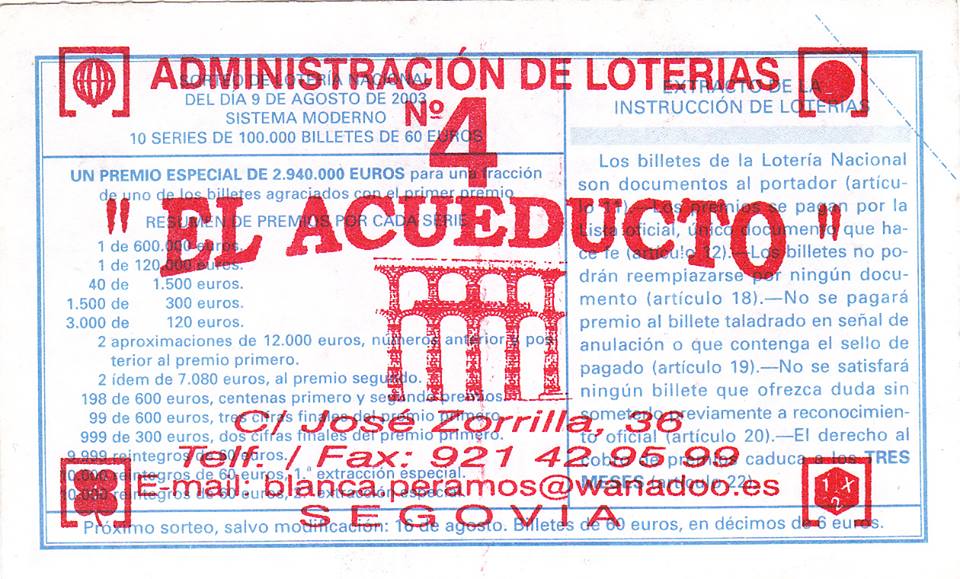 ADMINISTRACIÓN DE LOTERIAS
Nº 4
" EL ACUEDUCTO "
C/ José Zorrilla, 36
Telf. / Fax: 921 42 95 99
E-mail: blanca.peramos@wanadoo.es
SEGOVIA
1 X 2
SORTEO DE LOTERÍA NACIONAL
DEL DÍA 9 DE AGOSTO DE 2003
SISTEMA MODERNO
10 SERIES DE 100.000 BILLETES DE 60 EUROS
UN PREMIO ESPECIAL DE 2.940.000 EUROS para una fracción
de uno de los billetes agraciados con el primer premio
RESUMEN DE PREMIOS POR CADA SERIE
1 de 600.000 euros.
1 de 120.000 euros.
40 de 1.500 euros.
1.500 de 300 euros.
3.000 de 120 euros.
2 aproximaciones de 12.000 euros, números anterior y pos-
terior al premio primero.
2 ídem de 7.080 euros, al premio segundo.
198 de 600 euros, centenas primero y segundo premios.
99 de 600 euros, tres cifras finales del premio primero.
999 de 300 euros, dos cifras finales del premio primero.
9.999 reintegros de 60 euros.
10.000 reintegros de 60 euros, 1.ª extracción especial.
10.000 reintegros de 60 euros, 2.ª extracción especial.
EXTRACTO DE LA
INSTRUCCIÓN DE LOTERIAS
Los billetes de la Lotería Nacional
son documentos al portador (artícu-
lo 11).—Los premios se pagan por la
Lista oficial, único documento que ha-
ce fe (artículo 12).—Los billetes no po-
drán reemplazarse por ningún docu-
mento (artículo 18).—No se pagará
premio al billete taladrado en señal de
anulación o que contenga el sello de
pagado (artículo 19).—No se satisfará
ningún billete que ofrezca duda sin
someterlo previamente a reconocimien-
to oficial (artículo 20).—El derecho al
cobro de premios caduca a los TRES
MESES (artículo 22).
Próximo sorteo, salvo modificación: 16 de agosto. Billetes de 60 euros, en décimos de 6 euros.